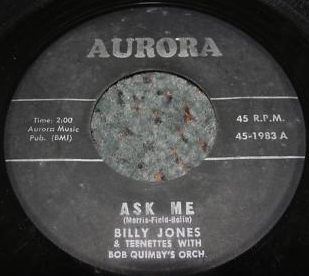 AURORA
Time: 2:00
Aurora Music
Pub. (BMI)
45 R.P.M.
45-1983 A
ASK ME
(Morris-Field-Bolin)
BILLY JONES
& TEENETTES WITH
BOB QUIMBY'S ORCH.